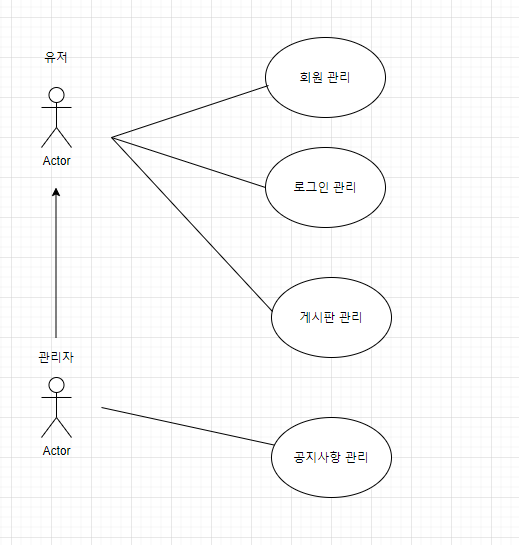 유저
Actor
회원 관리
로그인 관리
게시판 관리
관리자
Actor
공지사항 관리